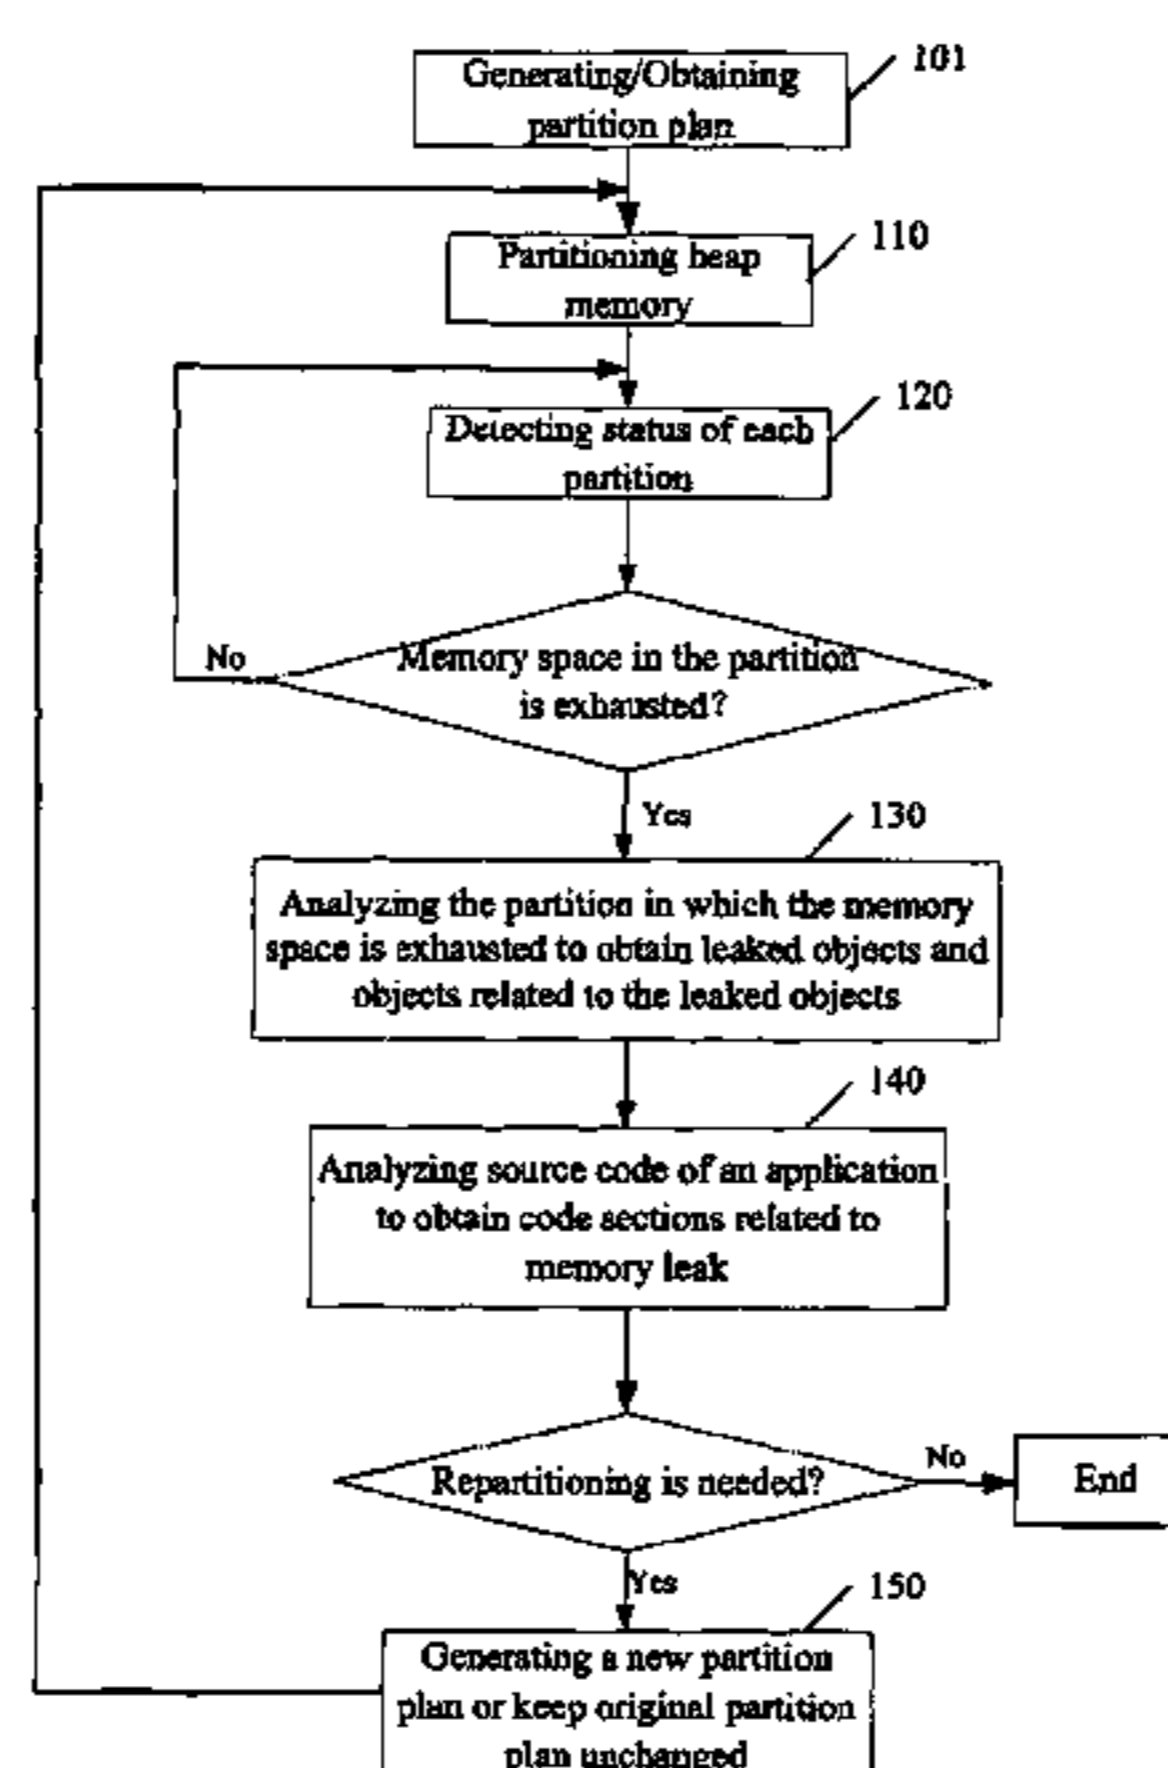 101
Generating/Obtaining
partition plan
110
Partitioning heap
memory
120
Detecting status of each
partition
No
Memory space in the partition
is exhausted?
Yes
130
Analyzing the partition in which the memory
space is exhausted to obtain leaked objects and
objects related to the leaked objects
140
Analyzing source code of an application
to obtain code sections related to
memory leak
Repartitioning is needed?
No
End
Yes
150
Generating a new partition
plan or keep original partition
plan unchanged